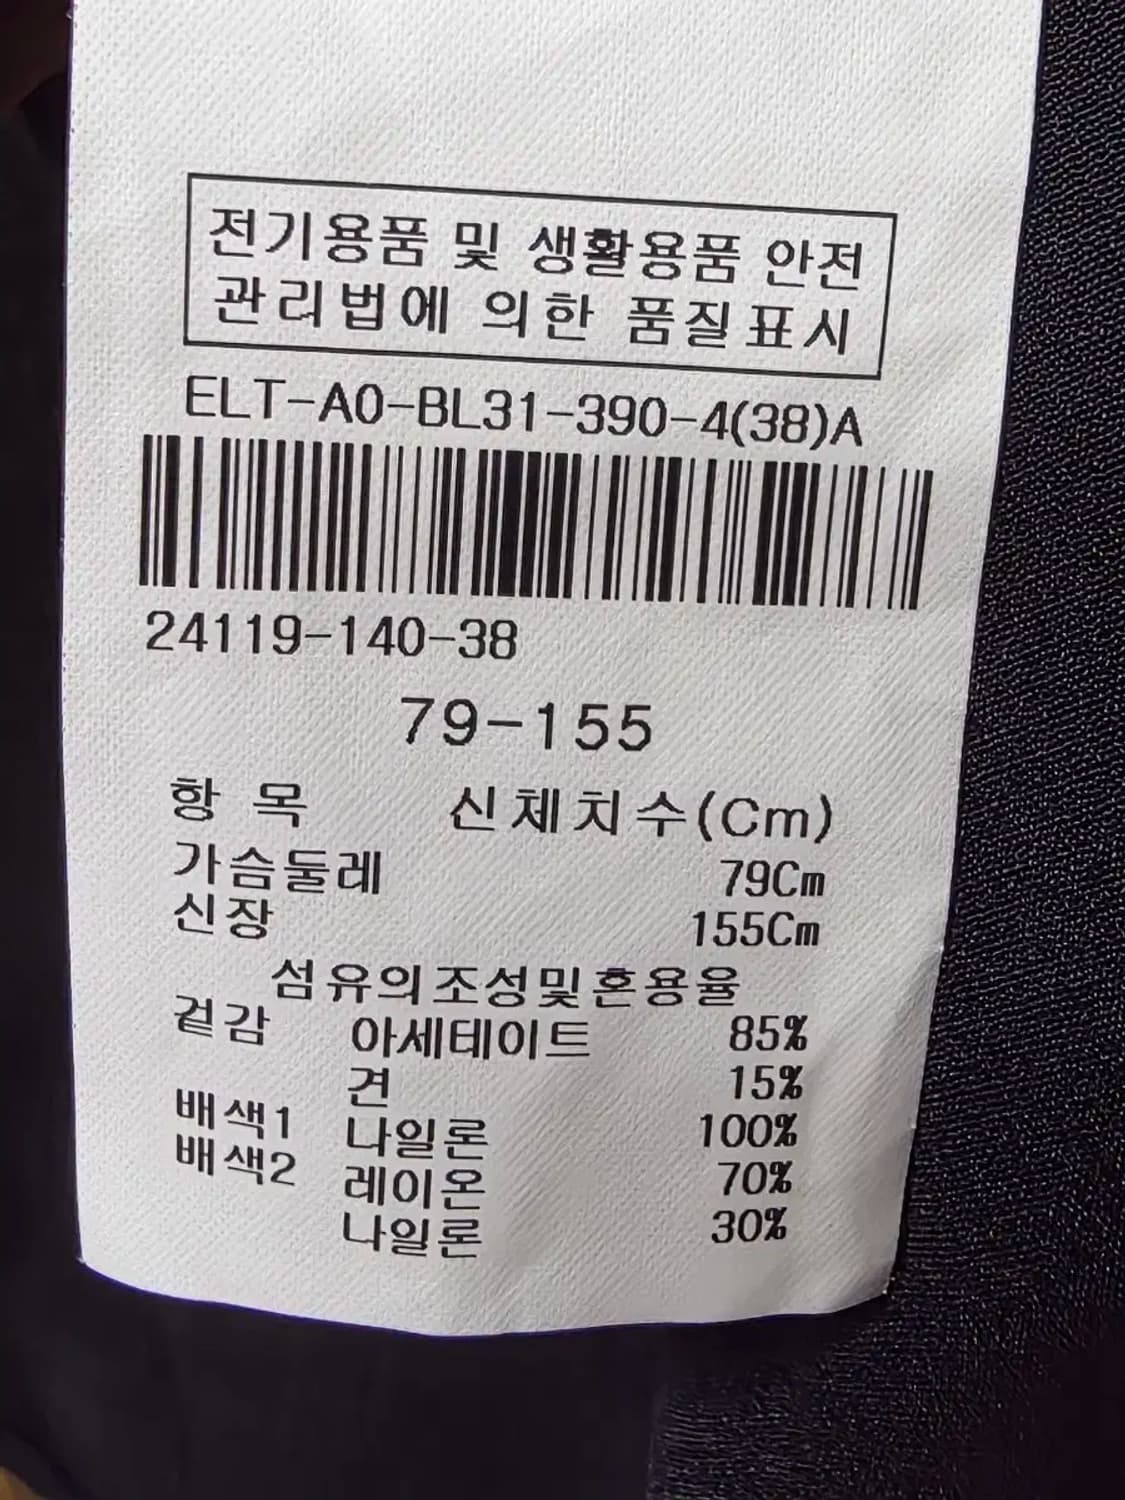 전기용품 및 생활용품 안전
관리법에 의한 품질표시
ELT-A0-BL31-390-4(38)A
24119-140-38
79-155
항 목 신체치수(Cm)
가슴둘레 79Cm
신장 155Cm
섬유의조성및혼용율
겉감 아세테이트 85%
견 15%
배색1 나일론 100%
배색2 레이온 70%
나일론 30%